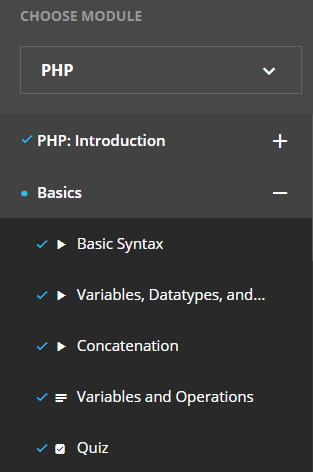 CHOOSE MODULE
PHP
PHP: Introduction
Basics
Basic Syntax
Variables, Datatypes, and...
Concatenation
Variables and Operations
Quiz